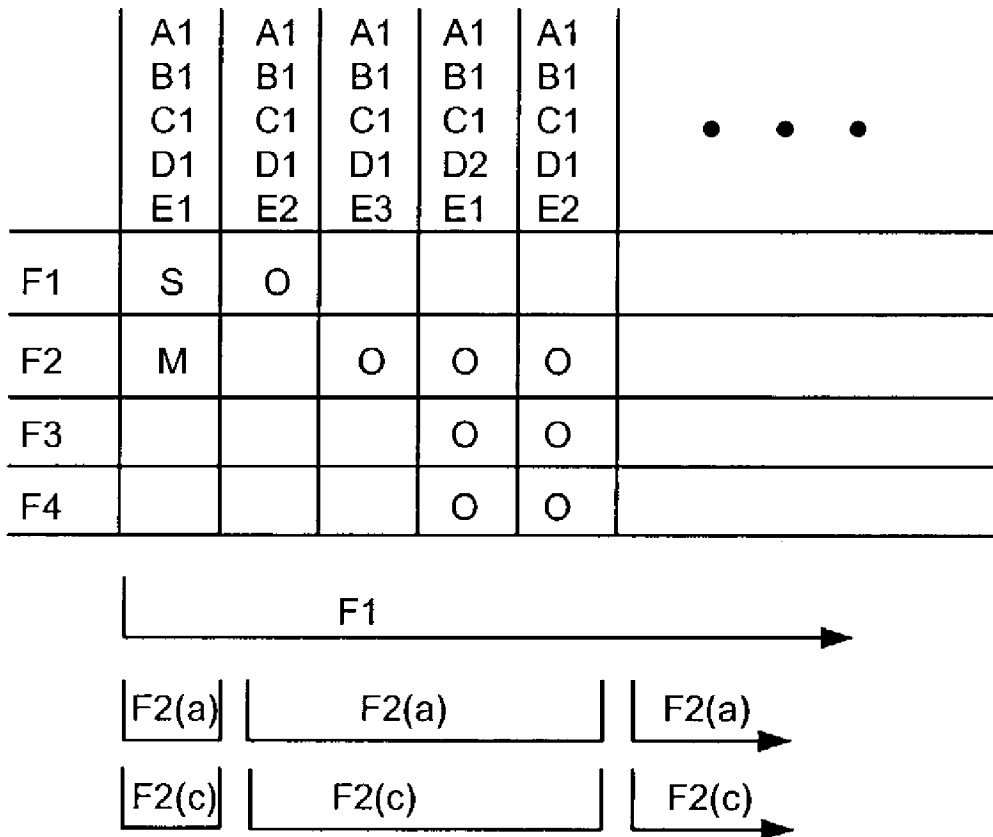 A1 A1 A1 A1 A1
B1 B1 B1 B1 B1
C1 C1 C1 C1 C1
D1 D1 D1 D2 D1
E1 E2 E3 E1 E2
F1 S O
F2 M O O O
F3 O O
F4 O O
F1
F2(a) F2(a) F2(a)
F2(c) F2(c) F2(c)